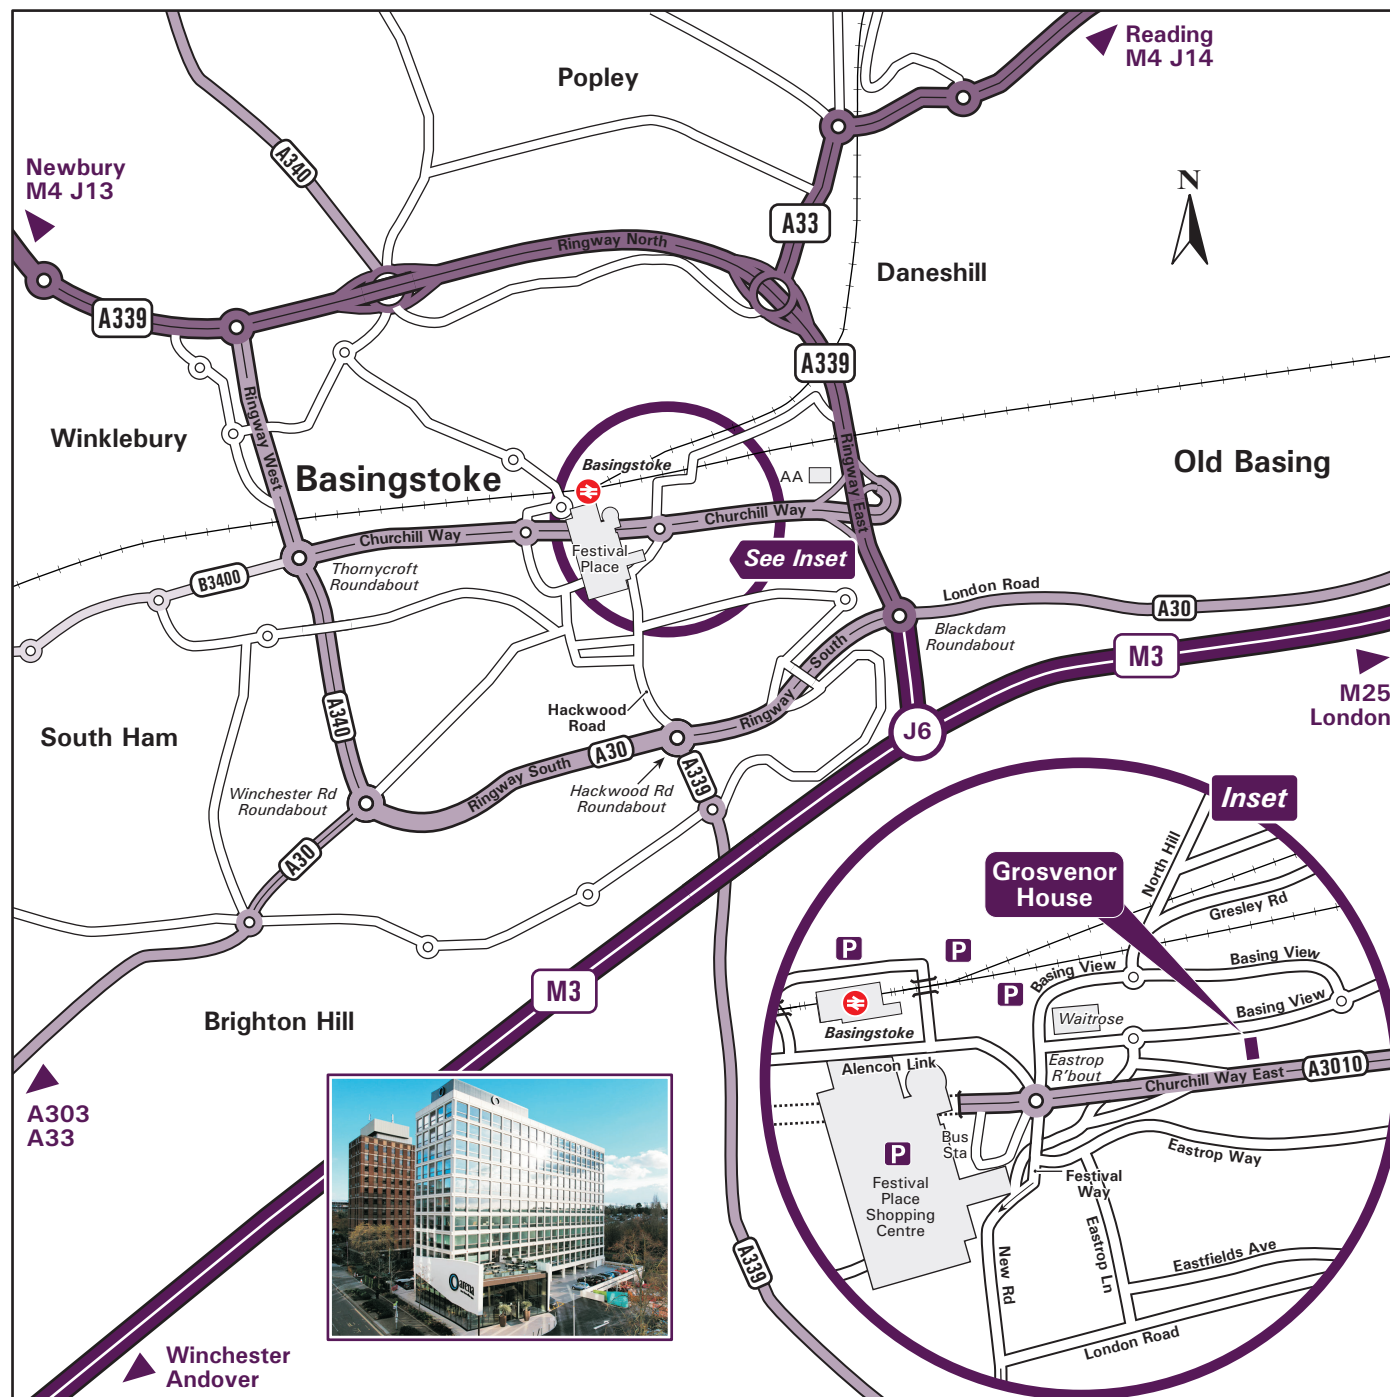 Reading
M4 J14
Popley
A340
Newbury
M4 J13
N
A33
Ringway North
Daneshill
A339
A339
Ringway West
Winklebury
Basingstoke
Basingstoke
Ringway East
AA
Old Basing
Churchill Way
Churchill Way
Festival
Place
See Inset
Thornycroft
Roundabout
B3400
London Road
A30
Blackdam
Roundabout
M3
M25
London
South Ham
A340
Hackwood
Road
Ringway South
J6
A30
Ringway South
A339
Hackwood Rd
Roundabout
Winchester Rd
Roundabout
A30
Inset
North Hill
Grosvenor
House
Gresley Rd
P
P
P
Basing View
Basing View
Basing View
M3
Waitrose
Basingstoke
Brighton Hill
Alencon Link
Eastrop
R'bout
Churchill Way East
A3010
A303
A33
Bus
Sta
P
Eastrop Way
Festival
Way
Festival
Place
Shopping
Centre
Eastrop Ln
New Rd
Eastfields Ave
A339
arena
London Road
Winchester
Andover